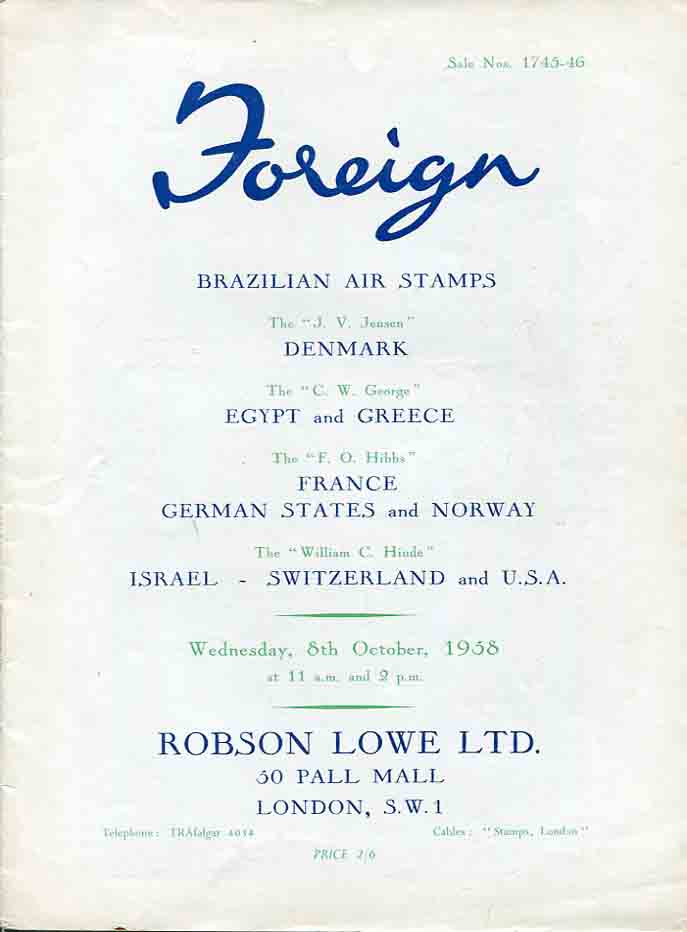 Sale Nos. 1745-46
Foreign
BRAZILIAN AIR STAMPS
The "J. V. Jensen"
DENMARK
The "C. W. George"
EGYPT and GREECE
The "F. O. Hibbs"
FRANCE
GERMAN STATES and NORWAY
The "William C. Hinde"
ISRAEL - SWITZERLAND and U.S.A.
Wednesday, 8th October, 1958
at 11 a.m. and 2 p.m.
ROBSON LOWE LTD.
50 PALL MALL
LONDON, S.W.1
Telephone: TRAfalgar 4034 Cables: "Stamps, London"
PRICE 2/6